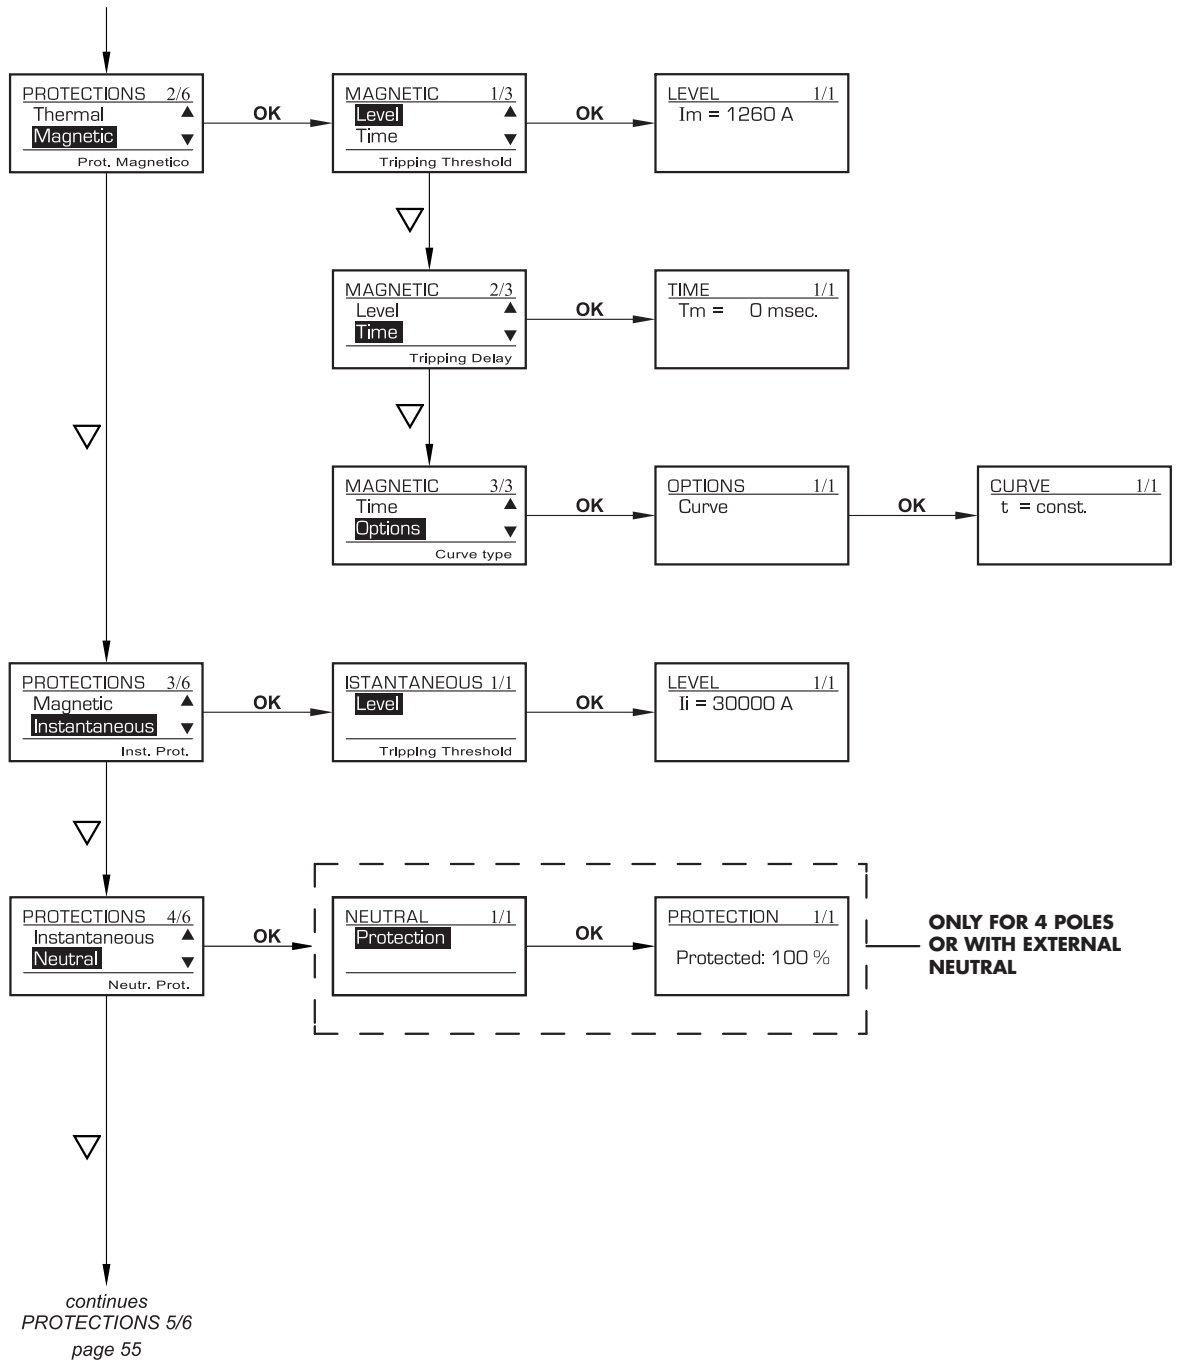 PROTECTIONS 2/6
Thermal
Magnetic
Prot. Magnetico
OK
MAGNETIC 1/3
Level
Time
Tripping Threshold
OK
LEVEL 1/1
Im = 1260 A
MAGNETIC 2/3
Level
Time
Tripping Delay
OK
TIME 1/1
Tm = 0 msec.
MAGNETIC 3/3
Time
Options
Curve type
OK
OPTIONS 1/1
Curve
OK
CURVE 1/1
t = const.
PROTECTIONS 3/6
Magnetic
Instantaneous
Inst. Prot.
OK
ISTANTANEOUS 1/1
Level
Tripping Threshold
OK
LEVEL 1/1
Ii = 30000 A
PROTECTIONS 4/6
Instantaneous
Neutral
Neutr. Prot.
OK
NEUTRAL 1/1
Protection
OK
PROTECTION 1/1
Protected: 100 %
ONLY FOR 4 POLES
OR WITH EXTERNAL
NEUTRAL
continues
PROTECTIONS 5/6
page 55